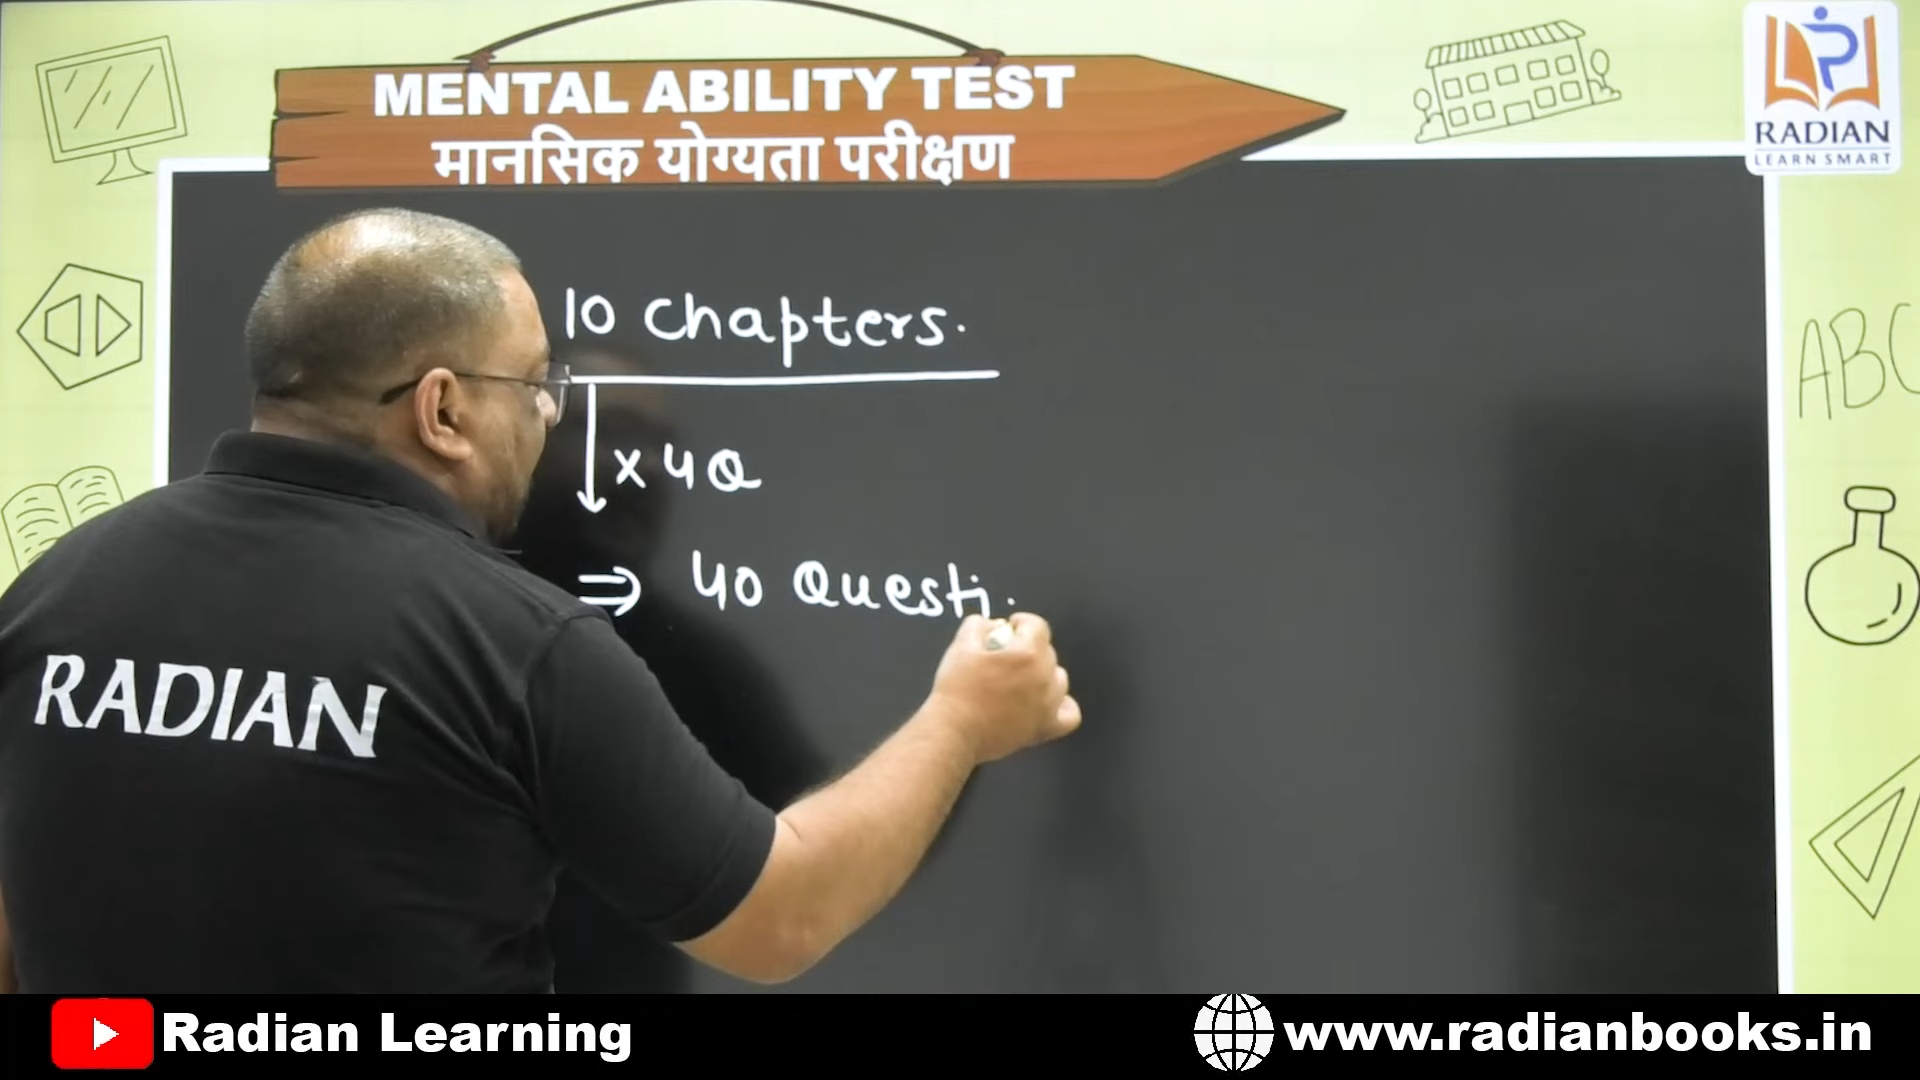 MENTAL ABILITY TEST
मानसिक योग्यता परीक्षण
RADIAN
LEARN SMART
10 Chapters.
x 4Q
⇒ 40 Questi
ABC
RADIAN
Radian Learning
www.radianbooks.in